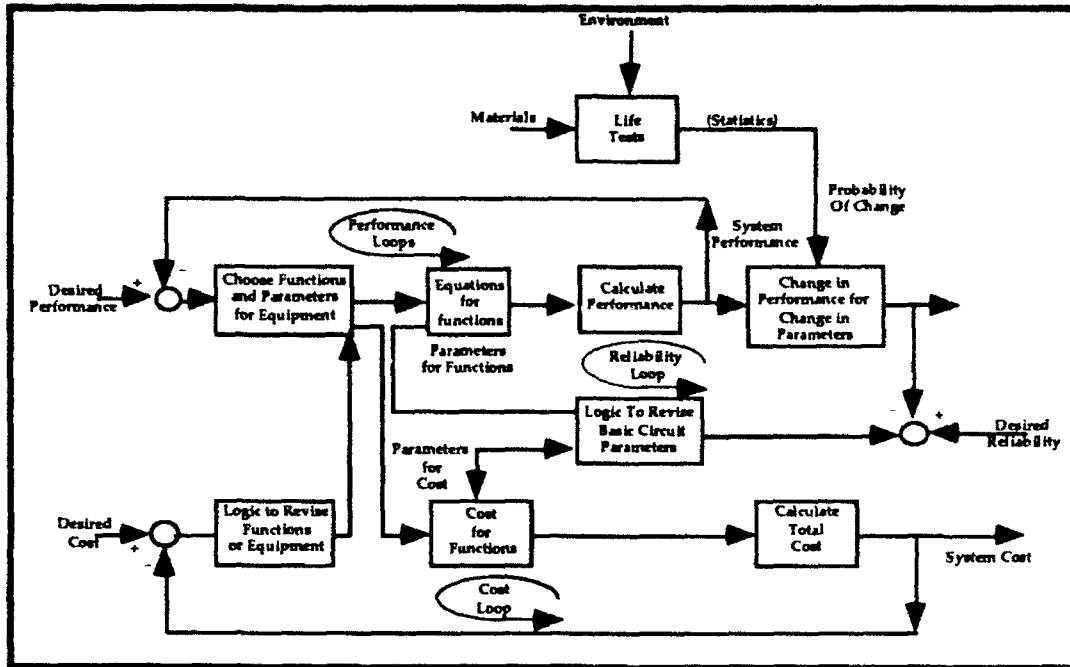 Environment
Materials
Life
Tests
(Statistics)
Probability
Of Change
Performance
Loops
System
Performance
Desired
Performance
+
−
Choose Functions
and Parameters
for Equipment
Equations
for
functions
Calculate
Performance
Change in
Performance for
Change in
Parameters
Parameters
for Functions
Reliability
Loop
Logic To Revise
Basic Circuit
Parameters
−
+
Desired
Reliability
Parameters
for
Cost
Desired
Cost
+
−
Logic to Revise
Functions
or Equipment
Cost
for
Functions
Calculate
Total
Cost
System Cost
Cost
Loop